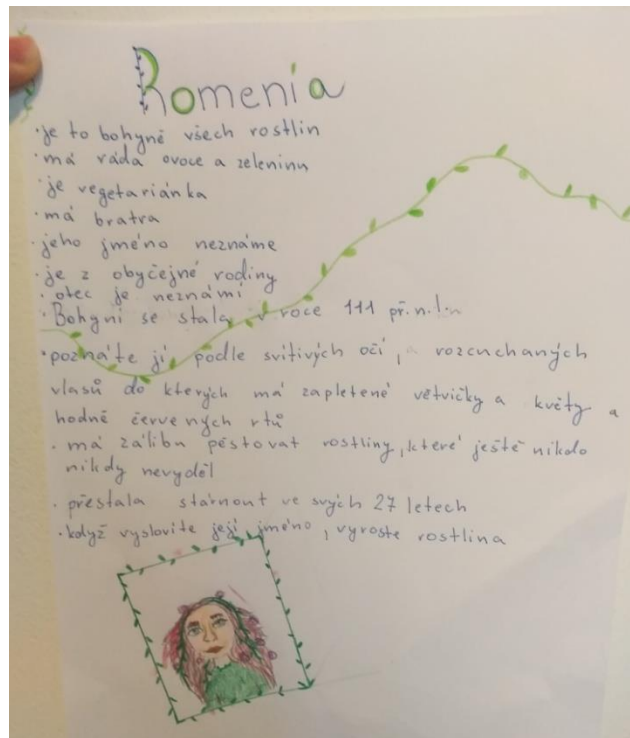 Romenia
· je to bohyně všech rostlin
· má ráda ovoce a zeleninu
· je vegetariánka
· má bratra
· jeho jméno neznáme
· je z obyčejné rodiny
· otec je neznámí
· Bohyní se stala v roce 111 př.n.l.
· poznáte jí podle svítivých očí, rozcuchaných
vlasů do kterých má zapletené větvičky a květy a
hodně červených rtů
· má zálibu pěstovat rostliny, které ještě nikdo
nikdy nevyděl
· přestala stárnout ve svých 27 letech
· když vyslovíte její jméno, vyroste rostlina